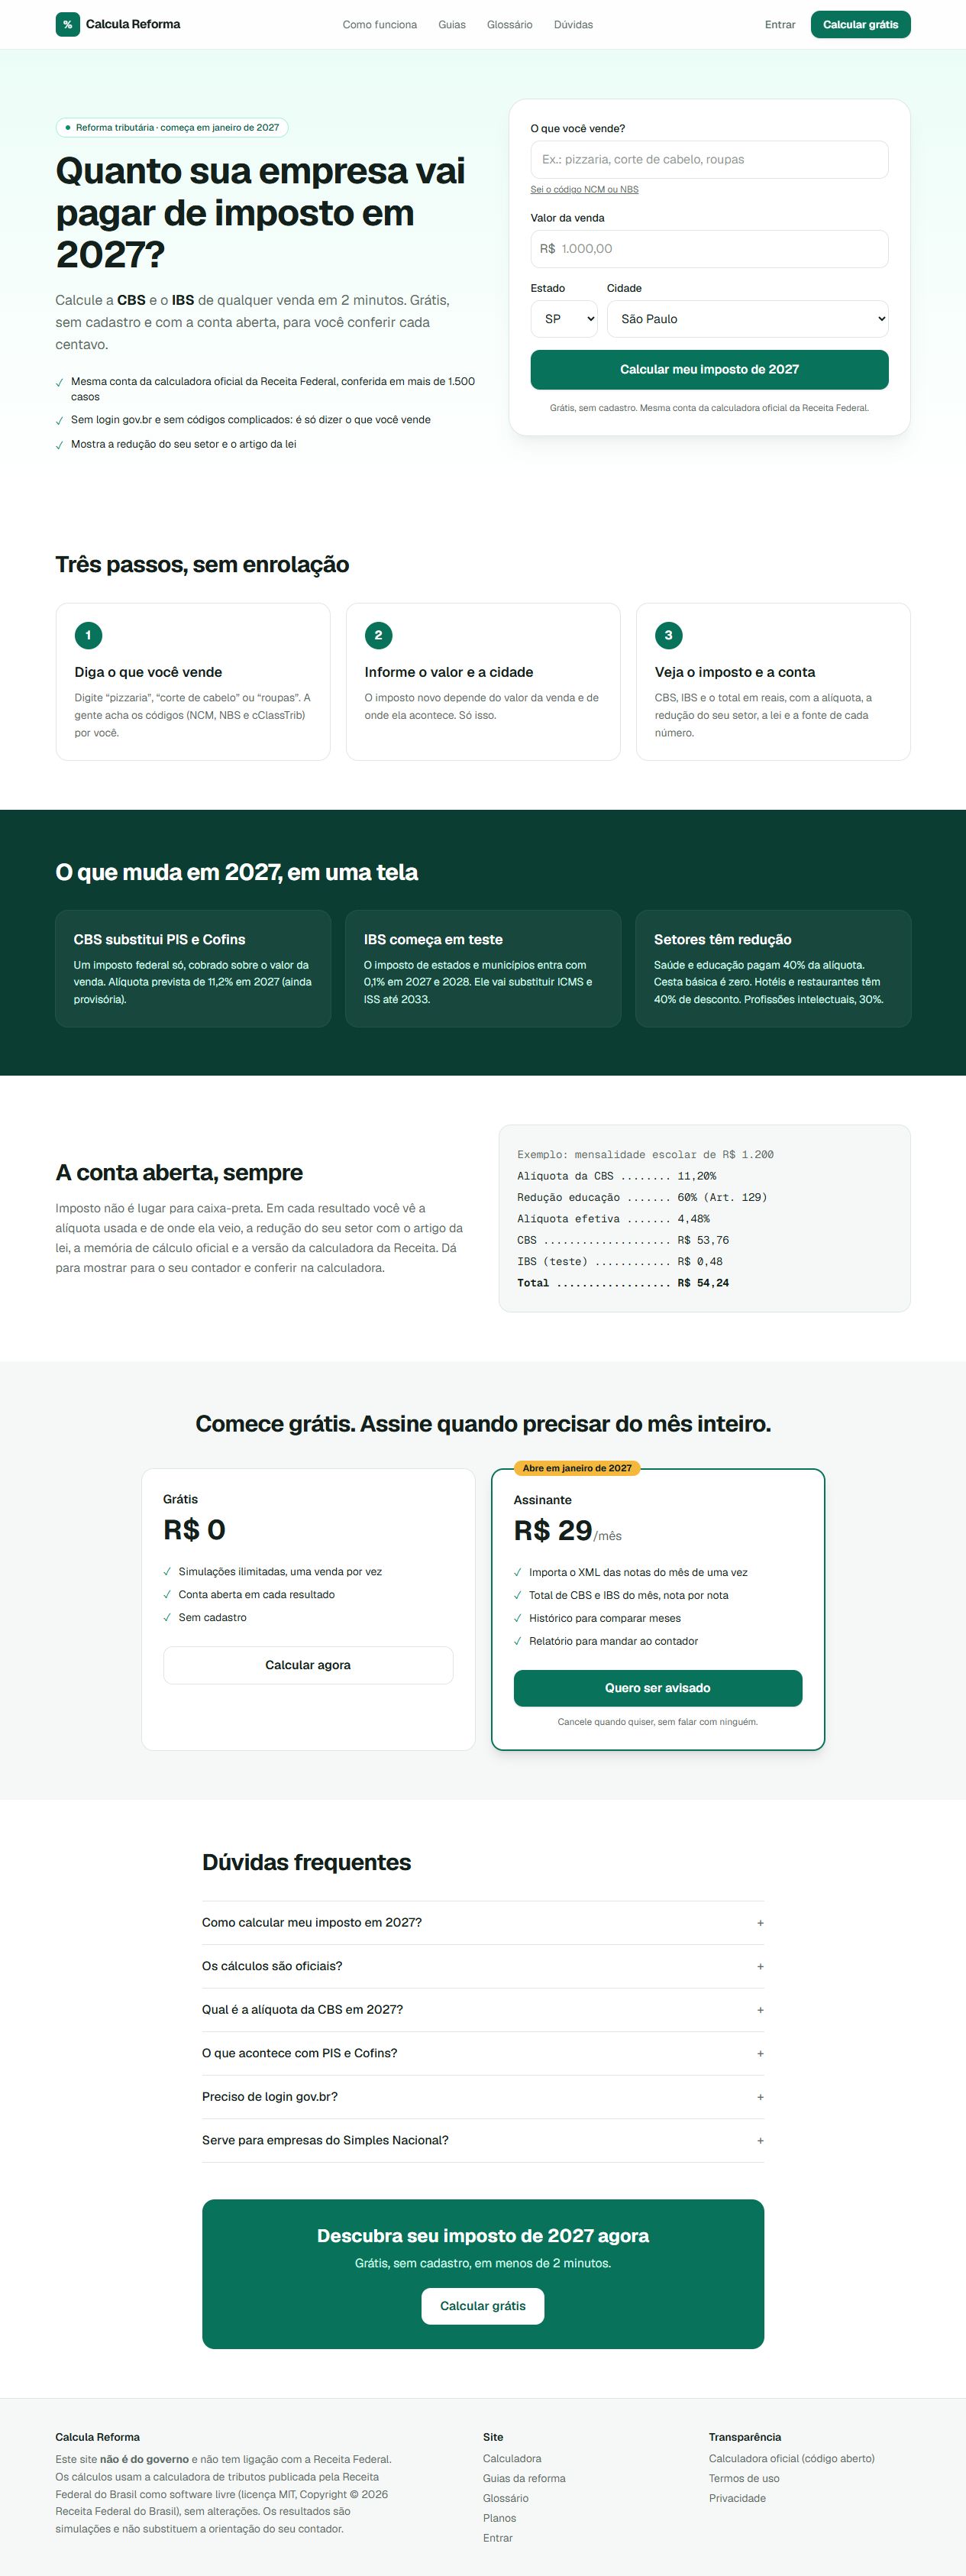 % Calcula Reforma
Como funciona Guias Glossário Dúvidas
Entrar Calcular grátis
Reforma tributária · começa em janeiro de 2027
Quanto sua empresa vai
pagar de imposto em
2027?
Calcule a CBS e o IBS de qualquer venda em 2 minutos. Grátis,
sem cadastro e com a conta aberta, para você conferir cada
centavo.
✓ Mesma conta da calculadora oficial da Receita Federal, conferida em mais de 1.500
casos
✓ Sem login gov.br e sem códigos complicados: é só dizer o que você vende
✓ Mostra a redução do seu setor e o artigo da lei
O que você vende?
Ex.: pizzaria, corte de cabelo, roupas
Sei o código NCM ou NBS
Valor da venda
R$ 1.000,00
Estado Cidade
SP São Paulo
Calcular meu imposto de 2027
Grátis, sem cadastro. Mesma conta da calculadora oficial da Receita Federal.
Três passos, sem enrolação
1
Diga o que você vende
Digite “pizzaria”, “corte de cabelo” ou “roupas”. A
gente acha os códigos (NCM, NBS e cClassTrib)
por você.
2
Informe o valor e a cidade
O imposto novo depende do valor da venda e de
onde ela acontece. Só isso.
3
Veja o imposto e a conta
CBS, IBS e o total em reais, com a alíquota, a
redução do seu setor, a lei e a fonte de cada
número.
O que muda em 2027, em uma tela
CBS substitui PIS e Cofins
Um imposto federal só, cobrado sobre o valor da
venda. Alíquota prevista de 11,2% em 2027 (ainda
provisória).
IBS começa em teste
O imposto de estados e municípios entra com
0,1% em 2027 e 2028. Ele vai substituir ICMS e
ISS até 2033.
Setores têm redução
Saúde e educação pagam 40% da alíquota.
Cesta básica é zero. Hotéis e restaurantes têm
40% de desconto. Profissões intelectuais, 30%.
A conta aberta, sempre
Imposto não é lugar para caixa-preta. Em cada resultado você vê a
alíquota usada e de onde ela veio, a redução do seu setor com o artigo da
lei, a memória de cálculo oficial e a versão da calculadora da Receita. Dá
para mostrar para o seu contador e conferir na calculadora.
Exemplo: mensalidade escolar de R$ 1.200
Alíquota da CBS ........ 11,20%
Redução educação ....... 60% (Art. 129)
Alíquota efetiva ....... 4,48%
CBS .................... R$ 53,76
IBS (teste) ............ R$ 0,48
Total .................. R$ 54,24
Comece grátis. Assine quando precisar do mês inteiro.
Grátis
R$ 0
✓ Simulações ilimitadas, uma venda por vez
✓ Conta aberta em cada resultado
✓ Sem cadastro
Calcular agora
Abre em janeiro de 2027
Assinante
R$ 29/mês
✓ Importa o XML das notas do mês de uma vez
✓ Total de CBS e IBS do mês, nota por nota
✓ Histórico para comparar meses
✓ Relatório para mandar ao contador
Quero ser avisado
Cancele quando quiser, sem falar com ninguém.
Dúvidas frequentes
Como calcular meu imposto em 2027? +
Os cálculos são oficiais? +
Qual é a alíquota da CBS em 2027? +
O que acontece com PIS e Cofins? +
Preciso de login gov.br? +
Serve para empresas do Simples Nacional? +
Descubra seu imposto de 2027 agora
Grátis, sem cadastro, em menos de 2 minutos.
Calcular grátis
Calcula Reforma
Este site não é do governo e não tem ligação com a Receita Federal.
Os cálculos usam a calculadora de tributos publicada pela Receita
Federal do Brasil como software livre (licença MIT, Copyright © 2026
Receita Federal do Brasil), sem alterações. Os resultados são
simulações e não substituem a orientação do seu contador.
Site
Calculadora
Guias da reforma
Glossário
Planos
Entrar
Transparência
Calculadora oficial (código aberto)
Termos de uso
Privacidade